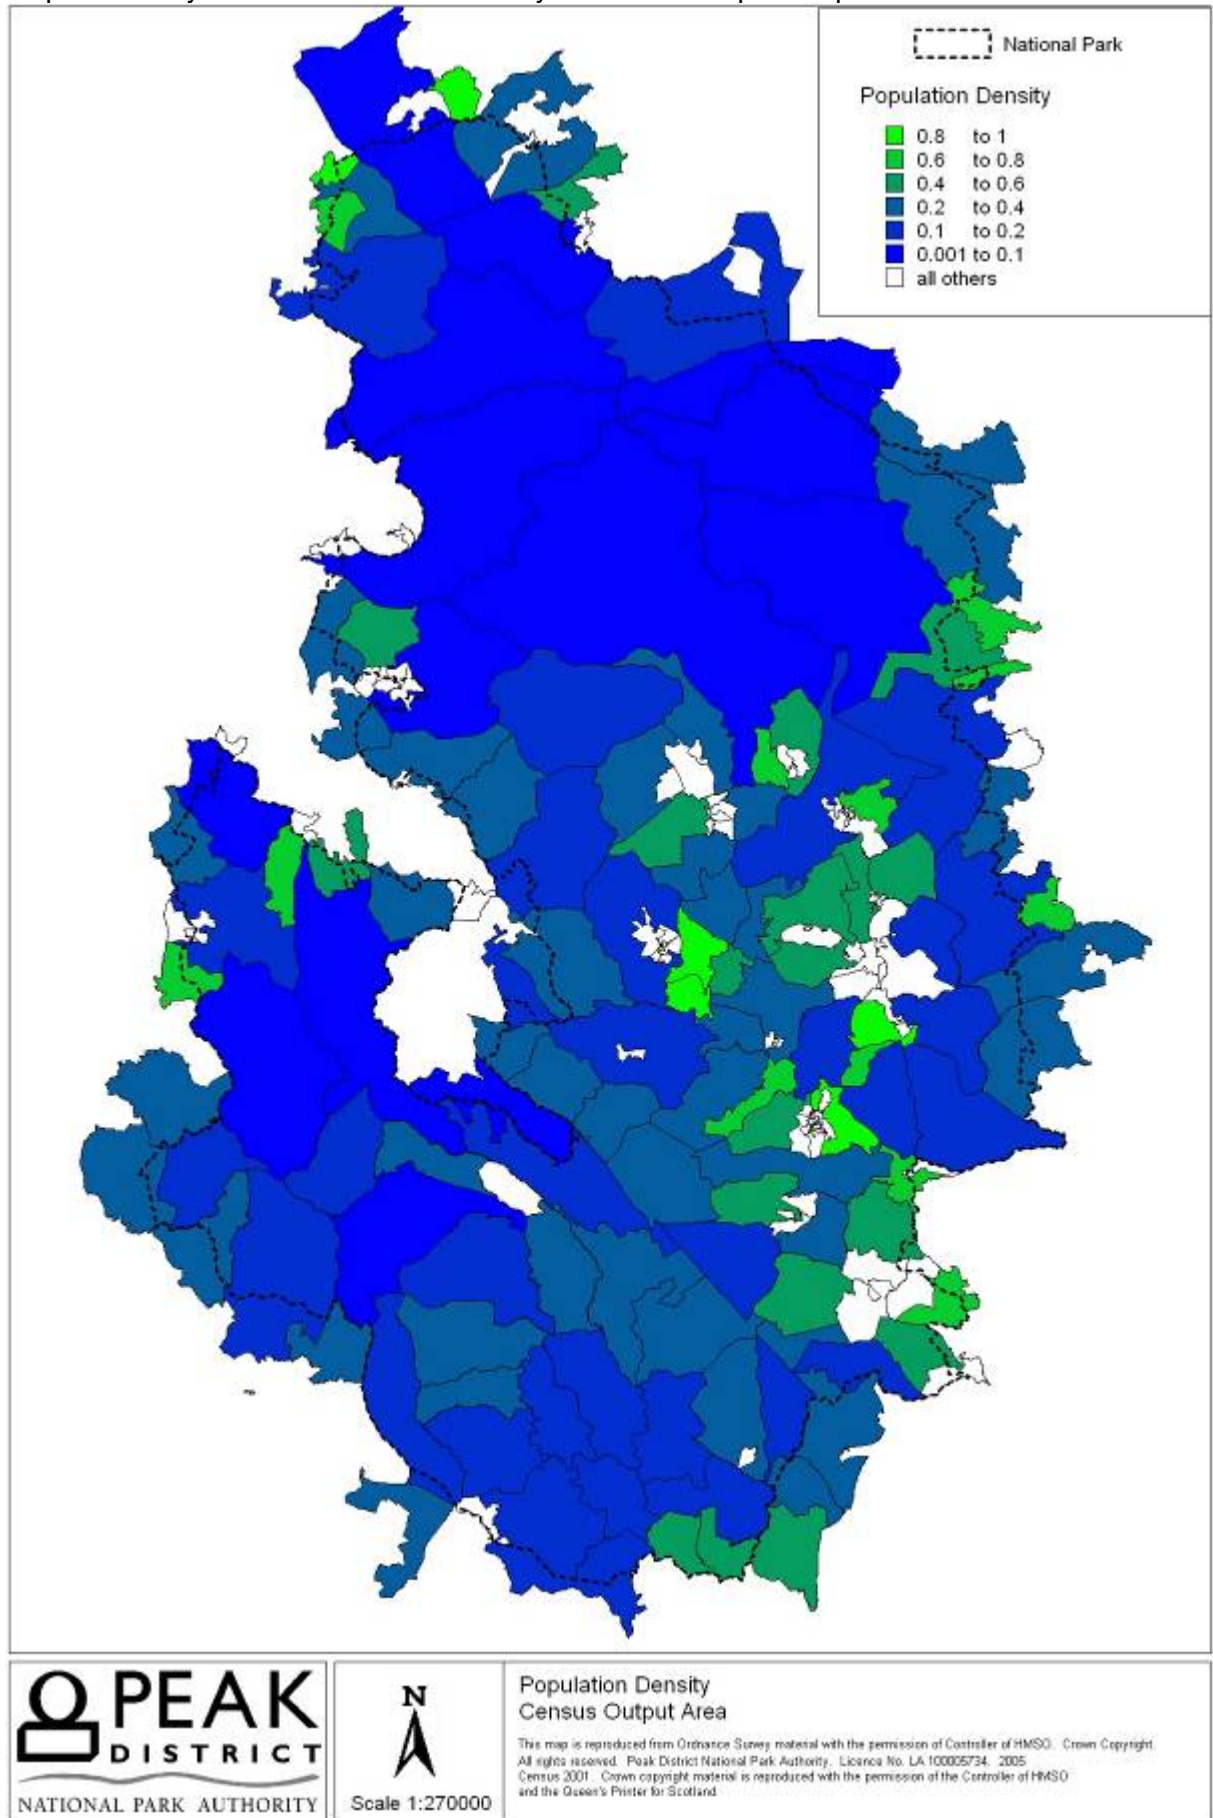 National Park
Population Density
0.8 to 1
0.6 to 0.8
0.4 to 0.6
0.2 to 0.4
0.1 to 0.2
0.001 to 0.1
all others
PEAK
DISTRICT
NATIONAL PARK AUTHORITY
N
Scale 1:270000
Population Density
Census Output Area
This map is reproduced from Ordnance Survey material with the permission of Controller of HMSO. Crown Copyright.
All rights reserved. Peak District National Park Authority. Licence No. LA 100005734. 2005
Census 2001. Crown copyright material is reproduced with the permission of the Controller of HMSO
and the Queen's Printer for Scotland